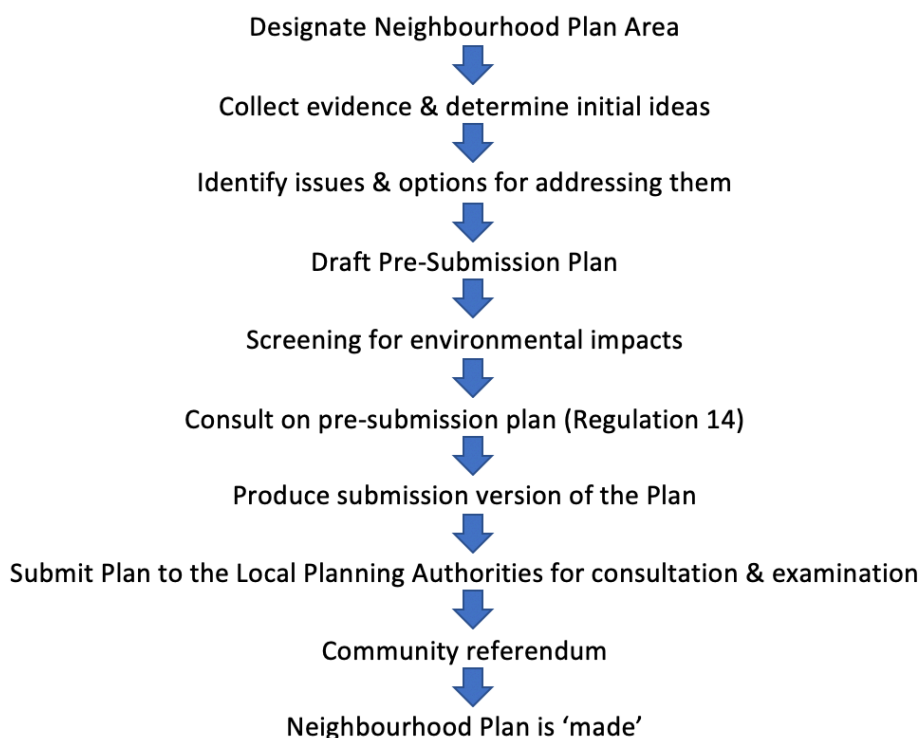 Designate Neighbourhood Plan Area
Collect evidence & determine initial ideas
Identify issues & options for addressing them
Draft Pre-Submission Plan
Screening for environmental impacts
Consult on pre-submission plan (Regulation 14)
Produce submission version of the Plan
Submit Plan to the Local Planning Authorities for consultation & examination
Community referendum
Neighbourhood Plan is ‘made’